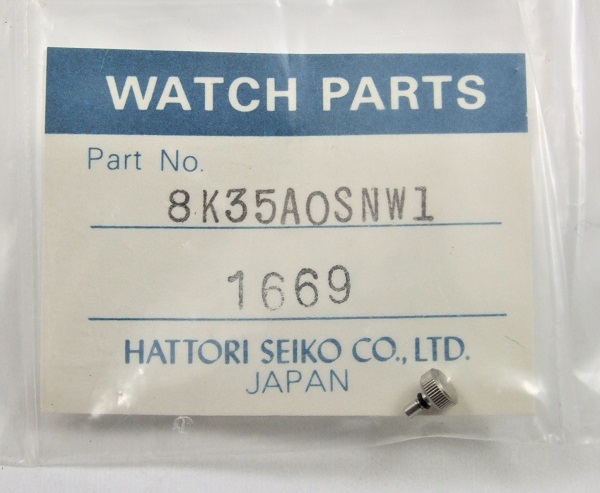 WATCH PARTS
Part No.
8K35A0SNW1
1669
HATTORI SEIKO CO., LTD.
JAPAN